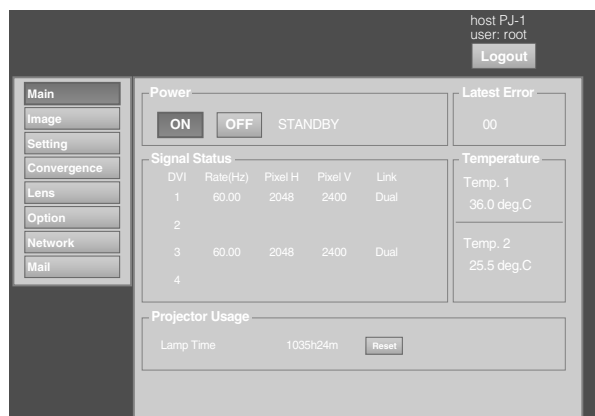 host PJ-1
user: root
Logout
Main
Image
Setting
Convergence
Lens
Option
Network
Mail
Power
ON OFF STANDBY
Latest Error
00
Signal Status
DVI Rate(Hz) Pixel H Pixel V Link
1 60.00 2048 2400 Dual
2
3 60.00 2048 2400 Dual
4
Temperature
Temp. 1
36.0 deg.C
Temp. 2
25.5 deg.C
Projector Usage
Lamp Time 1035h24m Reset